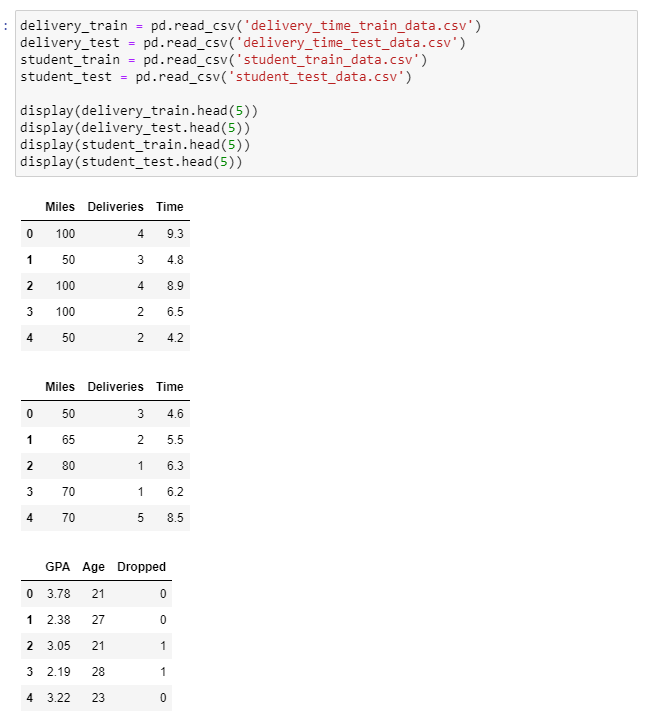 : delivery_train = pd.read_csv('delivery_time_train_data.csv')
delivery_test = pd.read_csv('delivery_time_test_data.csv')
student_train = pd.read_csv('student_train_data.csv')
student_test = pd.read_csv('student_test_data.csv')
display(delivery_train.head(5))
display(delivery_test.head(5))
display(student_train.head(5))
display(student_test.head(5))
Miles Deliveries Time
0 100 4 9.3
1 50 3 4.8
2 100 4 8.9
3 100 2 6.5
4 50 2 4.2
Miles Deliveries Time
0 50 3 4.6
1 65 2 5.5
2 80 1 6.3
3 70 1 6.2
4 70 5 8.5
GPA Age Dropped
0 3.78 21 0
1 2.38 27 0
2 3.05 21 1
3 2.19 28 1
4 3.22 23 0